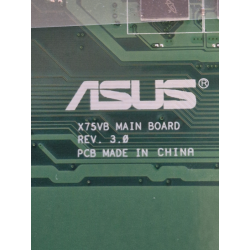 ASUS®
X75VB MAIN BOARD
REV. 3.0
PCB MADE IN CHINA